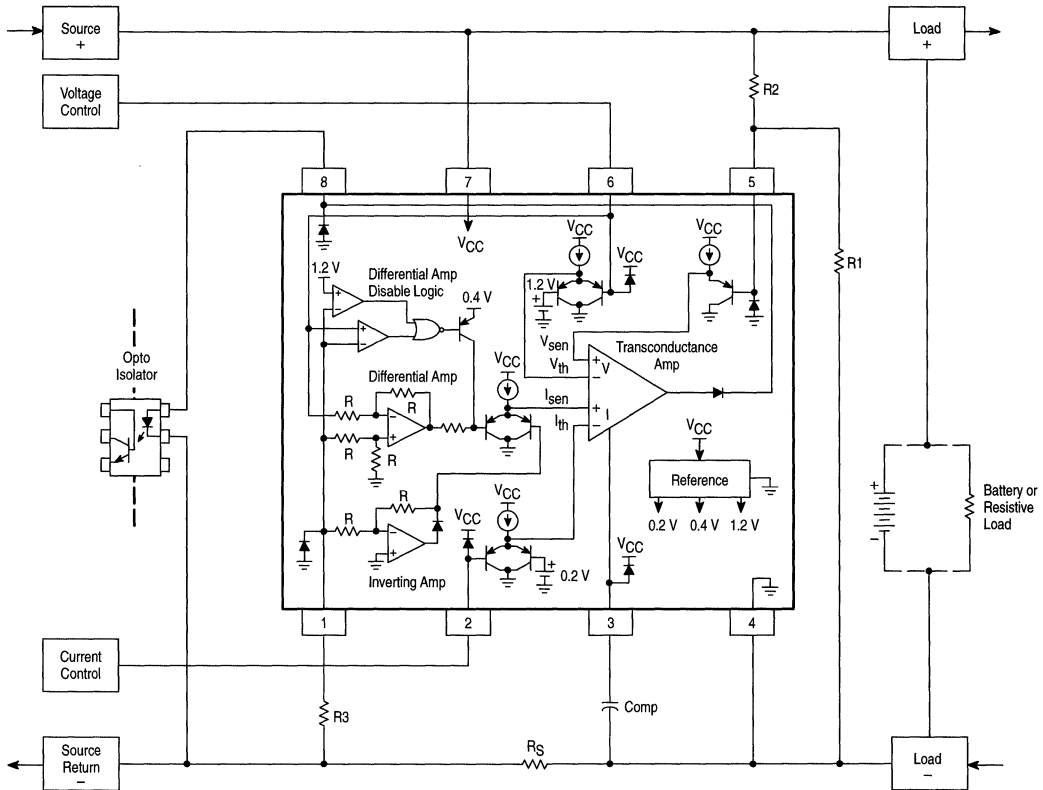 Source
+
Load
+
Voltage
Control
R2
8
7
6
5
VCC
VCC
VCC
VCC
1.2 V
Differential Amp
Disable Logic
0.4 V
1.2 V
+
R1
+
−
+
−
Opto
Isolator
Vsen
Vth
Transconductance
Amp
+
V
−
Differential Amp
VCC
R
R
−
+
R
R
Isen
Ith
+
I
−
VCC
Reference
0.2 V
0.4 V
1.2 V
+
−
Battery or
Resistive
Load
R
R
−
+
Inverting Amp
VCC
VCC
+
0.2 V
VCC
1
2
3
4
Current
Control
R3
Comp
Source
Return
−
RS
Load
−